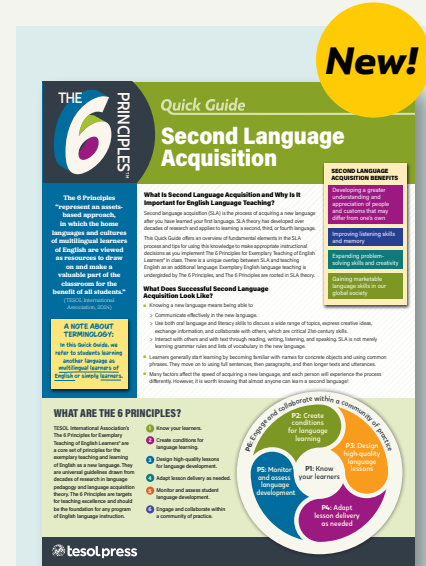 New!
THE
6
PRINCIPLES™
Quick Guide
Second Language
Acquisition
The 6 Principles
"represent an assets-
based approach,
in which the home
languages and cultures
of multilingual learners
of English are viewed
as resources to draw
on and make a
valuable part of the
classroom for the
benefit of all students."
(TESOL International
Association, 2024)
A NOTE ABOUT
TERMINOLOGY:
In this Quick Guide, we
refer to students learning
another language as
multilingual learners of
English or simply learners.
What Is Second Language Acquisition and Why Is It
Important for English Language Teaching?
Second language acquisition (SLA) is the process of acquiring a new language
after you have learned your first language. SLA theory has developed over
decades of research and applies to learning a second, third, or fourth language.
This Quick Guide offers an overview of fundamental elements in the SLA
process and tips for using this knowledge to make appropriate instructional
decisions as you implement The 6 Principles for Exemplary Teaching of English
Learners® in class. There is a unique overlap between SLA and teaching
English as an additional language. Exemplary English language teaching is
undergirded by The 6 Principles, and The 6 Principles are rooted in SLA theory.
What Does Successful Second Language
Acquisition Look Like?
Knowing a new language means being able to
> Communicate effectively in the new language.
> Use both oral language and literacy skills to discuss a wide range of topics, express creative ideas,
exchange information, and collaborate with others, which are critical 21st-century skills.
> Interact with others and with text through reading, writing, listening, and speaking. SLA is not merely
learning grammar rules and lists of vocabulary in the new language.
Learners generally start learning by becoming familiar with names for concrete objects and using common
phrases. They move on to using full sentences, then paragraphs, and then longer texts and utterances.
Many factors affect the speed of acquiring a new language, and each person will experience the process
differently. However, it is worth knowing that almost anyone can learn a second language!
SECOND LANGUAGE
ACQUISITION BENEFITS
Developing a greater
understanding and
appreciation of people
and customs that may
differ from one's own
Improving listening skills
and memory
Expanding problem-
solving skills and creativity
Gaining marketable
language skills in our
global society
WHAT ARE THE 6 PRINCIPLES?
TESOL International Association's
The 6 Principles for Exemplary
Teaching of English Learners® are
a core set of principles for the
exemplary teaching and learning
of English as a new language. They
are universal guidelines drawn from
decades of research in language
pedagogy and language acquisition
theory. The 6 Principles are targets
for teaching excellence and should
be the foundation for any program
of English language instruction.
1 Know your learners.
2 Create conditions for
language learning.
3 Design high-quality lessons
for language development.
4 Adapt lesson delivery as needed.
5 Monitor and assess student
language development.
6 Engage and collaborate within
a community of practice.
P6: Engage and collaborate within a community of practice
P2: Create
conditions
for language
learning
P3: Design
high-quality
language
lessons
P1: Know
your learners
P5: Monitor
and assess
language
development
P4: Adapt
lesson delivery
as needed
tesolpress